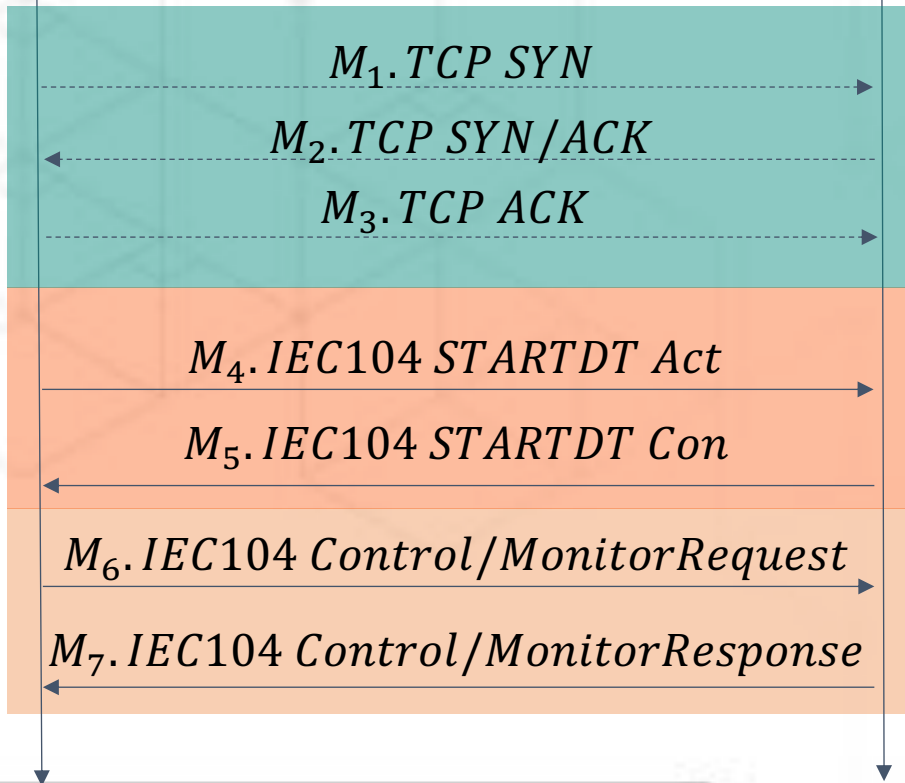 M₁. TCP SYN
M₂. TCP SYN/ACK
M₃. TCP ACK
M₄. IEC104 STARTDT Act
M₅. IEC104 STARTDT Con
M₆. IEC104 Control/MonitorRequest
M₇. IEC104 Control/MonitorResponse